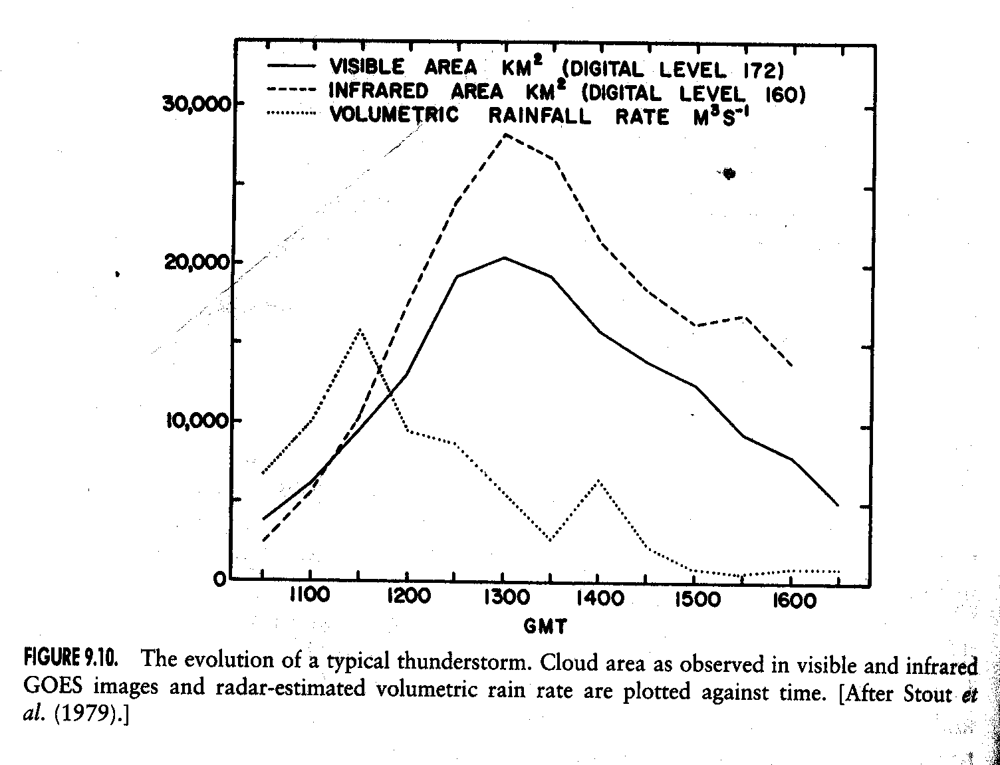 VISIBLE AREA KM² (DIGITAL LEVEL 172)
INFRARED AREA KM² (DIGITAL LEVEL 160)
VOLUMETRIC RAINFALL RATE M³S⁻¹
30,000
20,000
10,000
0
1100 1200 1300 1400 1500 1600
GMT
FIGURE 9.10. The evolution of a typical thunderstorm. Cloud area as observed in visible and infrared
GOES images and radar-estimated volumetric rain rate are plotted against time. [After Stout et
al. (1979).]